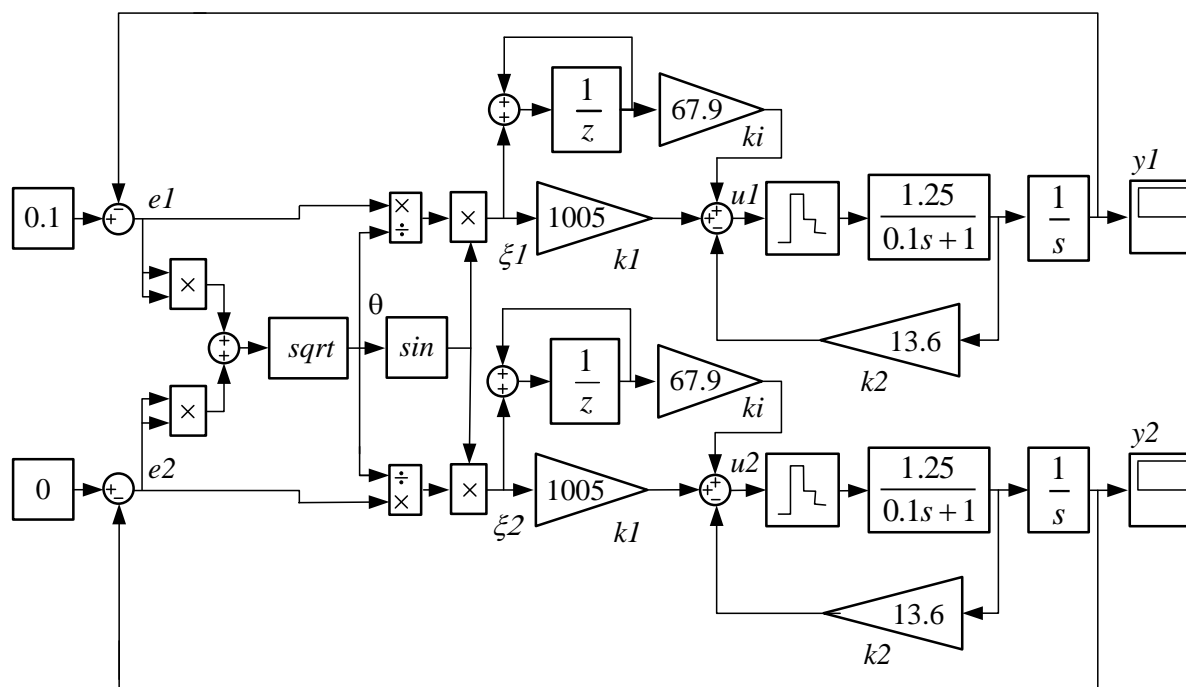 1
z
67.9
ki
0.1
e1
×
÷
×
1005
ξ1
k1
u1
1.25
0.1s+1
1
s
y1
×
θ
sqrt
sin
13.6
k2
1
z
67.9
ki
×
0
e2
÷
×
×
1005
ξ2
k1
u2
1.25
0.1s+1
1
s
y2
13.6
k2